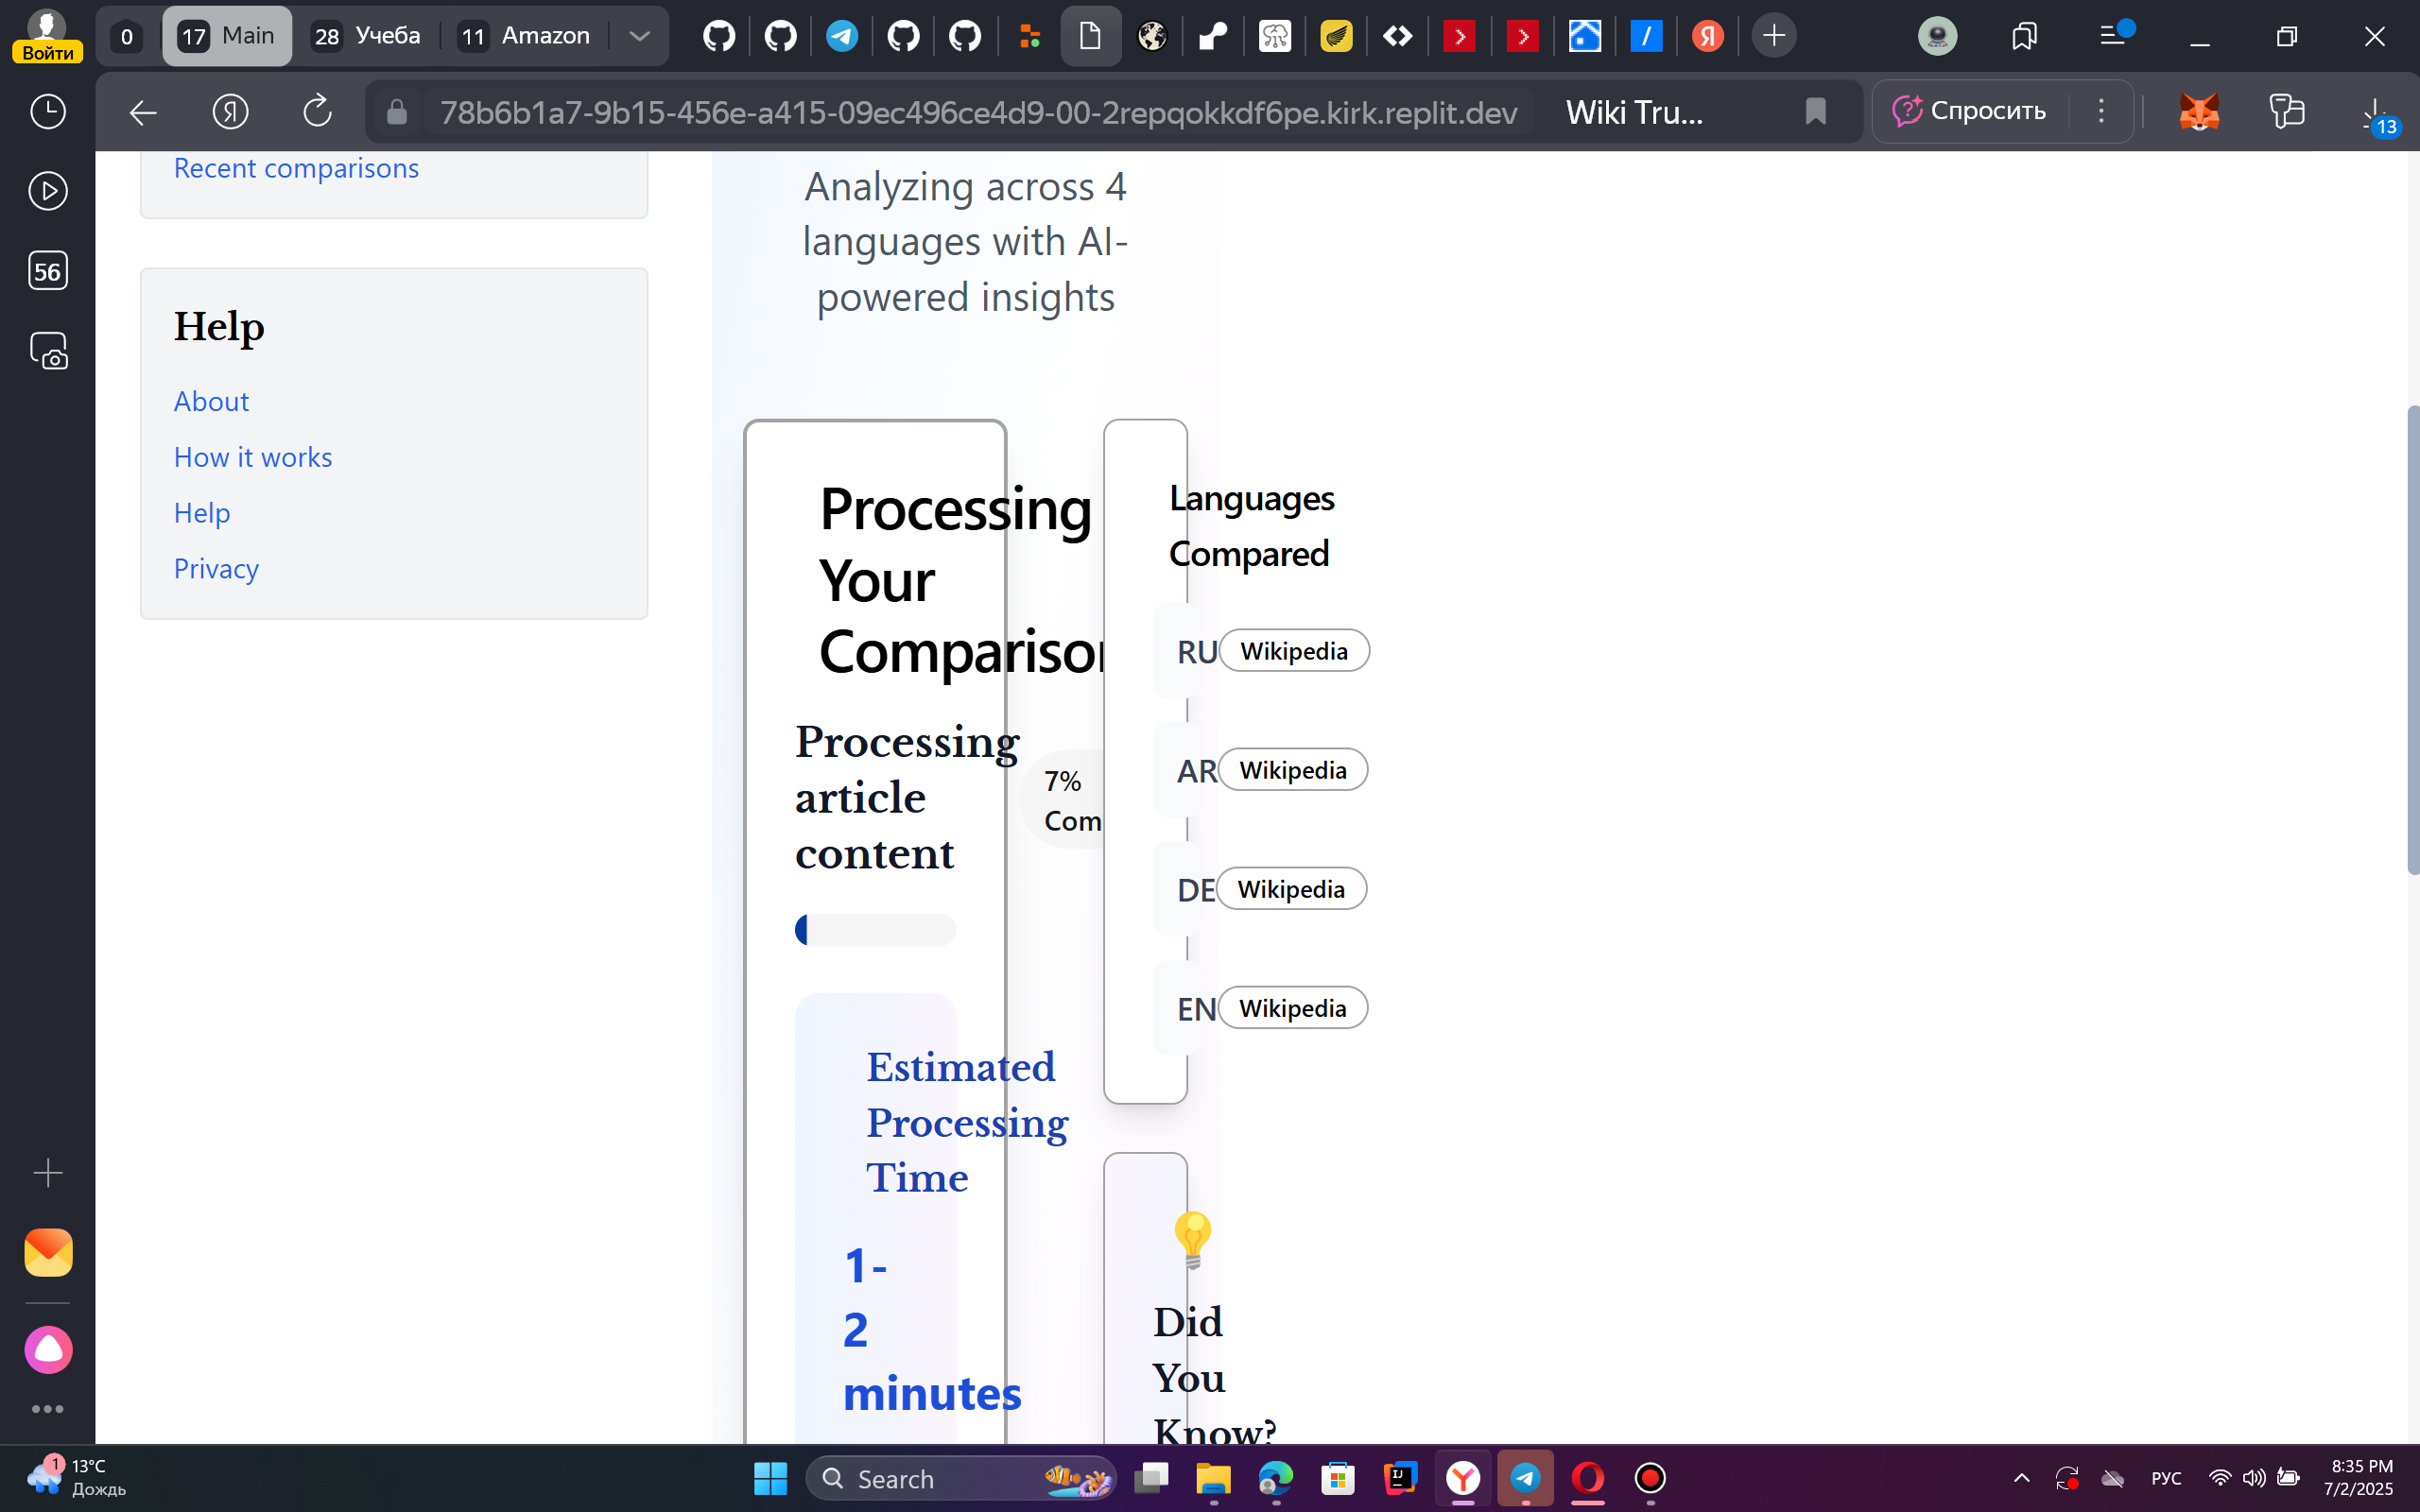 Войти
0
17 Main
28 Учеба
11 Amazon
78b6b1a7-9b15-456e-a415-09ec496ce4d9-00-2repqokkdf6pe.kirk.replit.dev
Wiki Tru...
Спросить
13
56
Recent comparisons
Help
About
How it works
Help
Privacy
Analyzing across 4
languages with AI-
powered insights
Processing
Your
Comparison
Processing
article
content
7%
Com
Estimated
Processing
Time
1-
2
minutes
Languages
Compared
RU Wikipedia
AR Wikipedia
DE Wikipedia
EN Wikipedia
Did
You
Know?
1
13°C
Дождь
Search
РУС
8:35 PM
7/2/2025